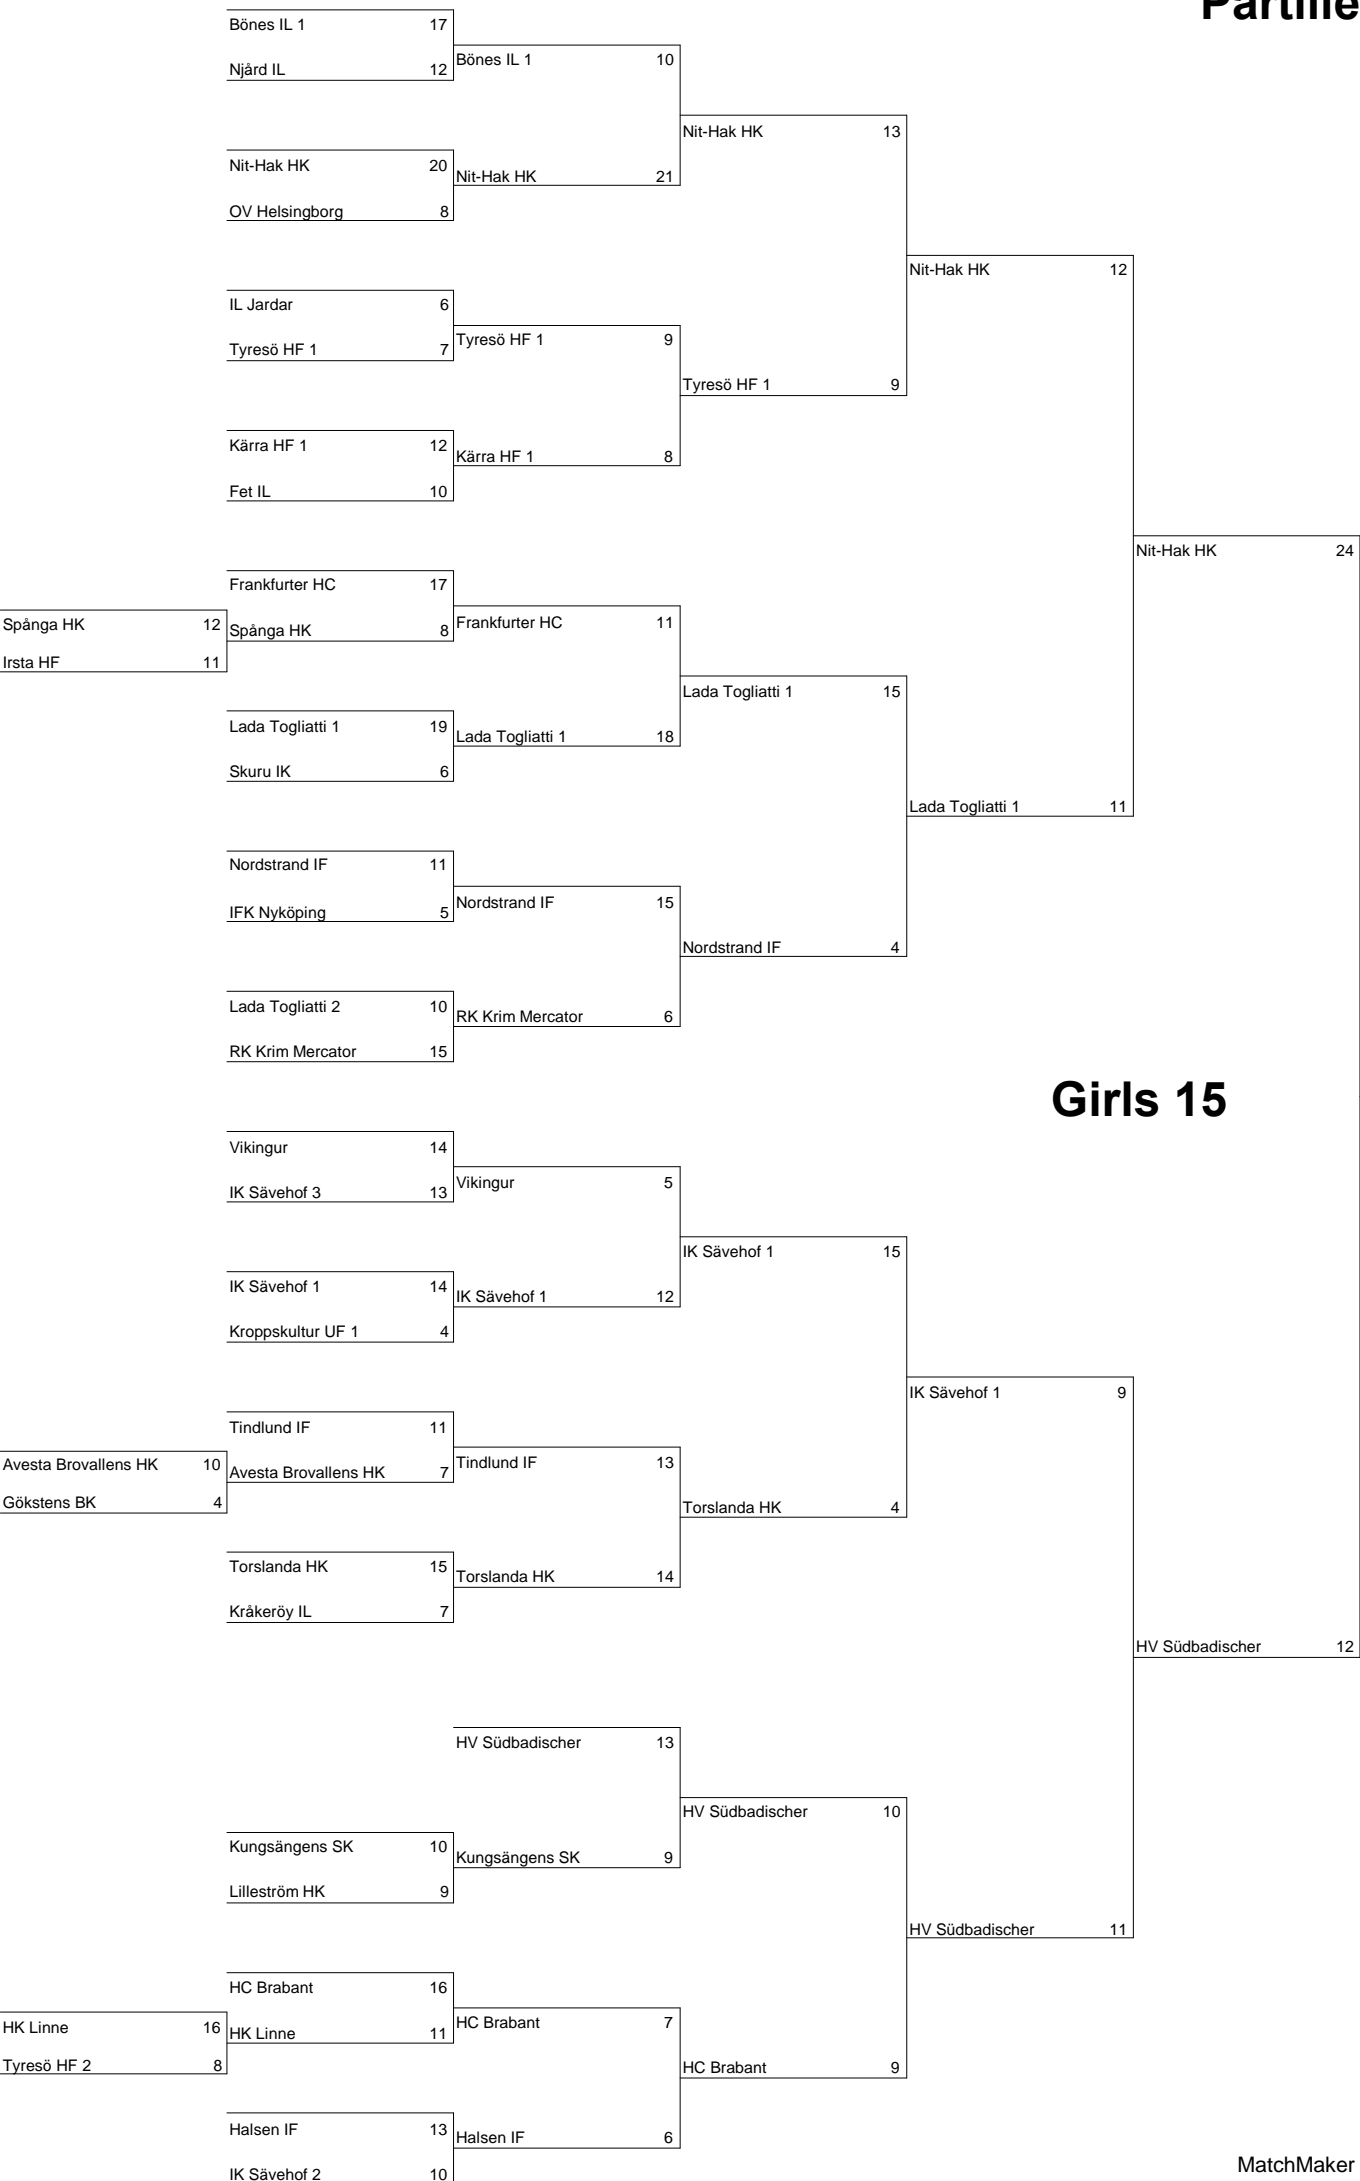 Partille
Bönes IL 1 17
Njård IL 12
Bönes IL 1 10
Nit-Hak HK 13
Nit-Hak HK 20
Nit-Hak HK 21
OV Helsingborg 8
Nit-Hak HK 12
IL Jardar 6
Tyresö HF 1 7
Tyresö HF 1 9
Tyresö HF 1 9
Kärra HF 1 12
Kärra HF 1 8
Fet IL 10
Nit-Hak HK 24
Frankfurter HC 17
Spånga HK 12
Spånga HK 8
Frankfurter HC 11
Irsta HF 11
Lada Togliatti 1 15
Lada Togliatti 1 19
Lada Togliatti 1 18
Skuru IK 6
Lada Togliatti 1 11
Nordstrand IF 11
IFK Nyköping 5
Nordstrand IF 15
Nordstrand IF 4
Lada Togliatti 2 10
RK Krim Mercator 6
RK Krim Mercator 15
Girls 15
Vikingur 14
IK Sävehof 3 13
Vikingur 5
IK Sävehof 1 15
IK Sävehof 1 14
IK Sävehof 1 12
Kroppskultur UF 1 4
IK Sävehof 1 9
Tindlund IF 11
Avesta Brovallens HK 10
Avesta Brovallens HK 7
Tindlund IF 13
Gökstens BK 4
Torslanda HK 4
Torslanda HK 15
Torslanda HK 14
Kråkeröy IL 7
HV Südbadischer 12
HV Südbadischer 13
HV Südbadischer 10
Kungsängens SK 10
Kungsängens SK 9
Lilleström HK 9
HV Südbadischer 11
HC Brabant 16
HK Linne 16
HK Linne 11
HC Brabant 7
Tyresö HF 2 8
HC Brabant 9
Halsen IF 13
Halsen IF 6
IK Sävehof 2 10
MatchMaker